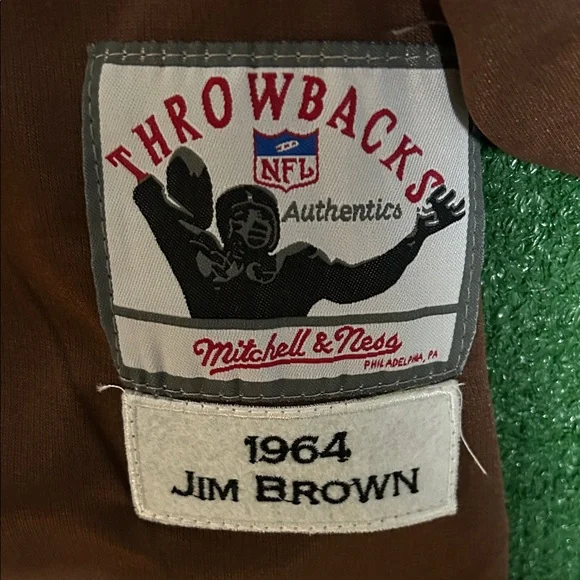 THROWBACKS
NFL
Authentics
Mitchell & Ness
PHILADELPHIA, PA
1964
JIM BROWN